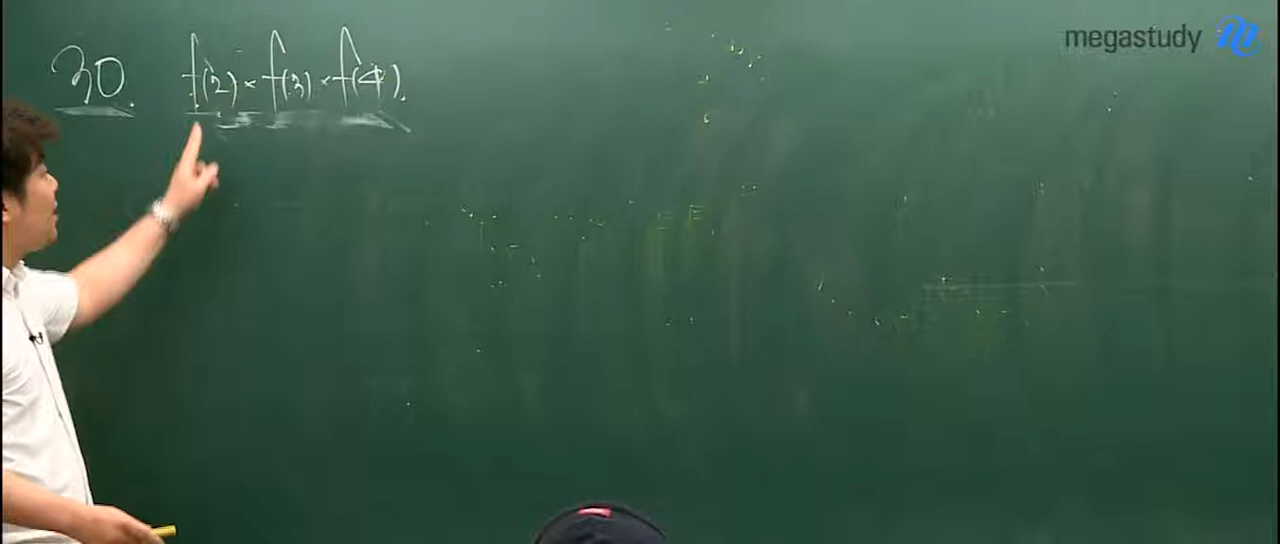 30. f(2) × f(3) × f(4).
megastudy